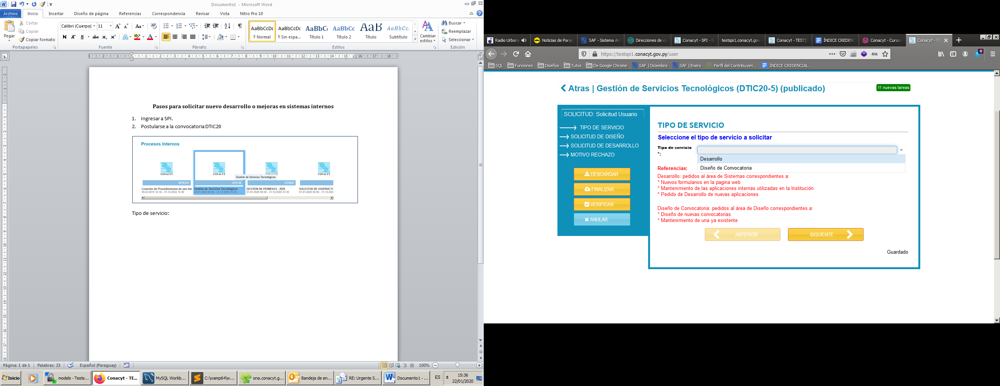 Documento1 - Microsoft Word
Archivo Inicio Insertar Diseño de página Referencias Correspondencia Revisar Vista Nitro Pro 10
Pegar
Cortar
Copiar
Copiar formato
Portapapeles
Calibri (Cuerpo) 11
Fuente
Párrafo
AaBbCcDc AaBbCcDc AaBbC AaBbCc AaB AaBbCc.
¶ Normal ¶ Sin espa... Título 1 Título 2 Título Subtítulo
Estilos
Cambiar estilos
Buscar
Reemplazar
Seleccionar
Edición
Pasos para solicitar nuevo desarrollo o mejoras en sistemas internos
1. Ingresar a SPI.
2. Postularse a la convocatoria DTIC20
Procesos Internos
CONACYT CONACYT CONACYT CONACYT
Gestión de Servicios Tecnológicos
NPRO19 DTIC20 GTHI20
Creación de Procedimientos de uso Inte Gestión de Servicios Tecnológicos GESTIÓN DE PERMISOS - 2020 SOLICITUD DE USUFRUCTO
28-03-2019 14:30 - 31-12-2024 15:00 02-01-2020 00:00 - 31-12-2020 23:30 01-01-2020 00:00 - 31-12-2020 23:30 01-01-2020 00:00 - 31-12-202
Tipo de servicio:
Página: 1 de 1 Palabras: 23 Español (Paraguay) 100%
Inicio models - Tests... Conacyt - TE... MySQL Workb... C:\wamp64\w... ona.conacyt.g... Bandeja de en... RE: Urgente S... Documento1 - ... ES 15:36
22/01/2020
Radio Urbana Noticias de Parag SAF - Sistema Ad Direcciones de co Conacyt - SPI - S testspi1.conacyt.gov. Conacyt - TEST[S ÍNDICE CREDENC Conacyt - Cursos Conacyt - TE
https://testspi1.conacyt.gov.py/user
4hk
0
SQL Funciones Diseños Tutos De Google Chrome SAF | Diciembre SAF | Enero Perfil del Contribuyen... ÍNDICE CREDENCIAL...
Atras | Gestión de Servicios Tecnológicos (DTIC20-5) (publicado)
11 nuevas tareas
SOLICITUD: Solicitud Usuario
TIPO DE SERVICIO
SOLICITUD DE DISEÑO
SOLICITUD DE DESARROLLO
MOTIVO RECHAZO
DESCARGAR
FINALIZAR
VERIFICAR
ANULAR
TIPO DE SERVICIO
Seleccione el tipo de servicio a solicitar
Tipo de servicio
*:
Desarrollo
Diseño de Convocatoria
Referencias:
Desarrollo: pedidos al área de Sistemas correspondientes a:
* Nuevos formularios en la pagina web
* Mantenimiento de las aplicaciones internas utilizadas en la Institución
* Pedido de Desarrollo de nuevas aplicaciones
Diseño de Convocatoria: pedidos al área de Diseño correspondientes a:
* Diseño de nuevas convocatorias
* Mantenimiento de una ya existente
ANTERIOR SIGUIENTE
Guardado